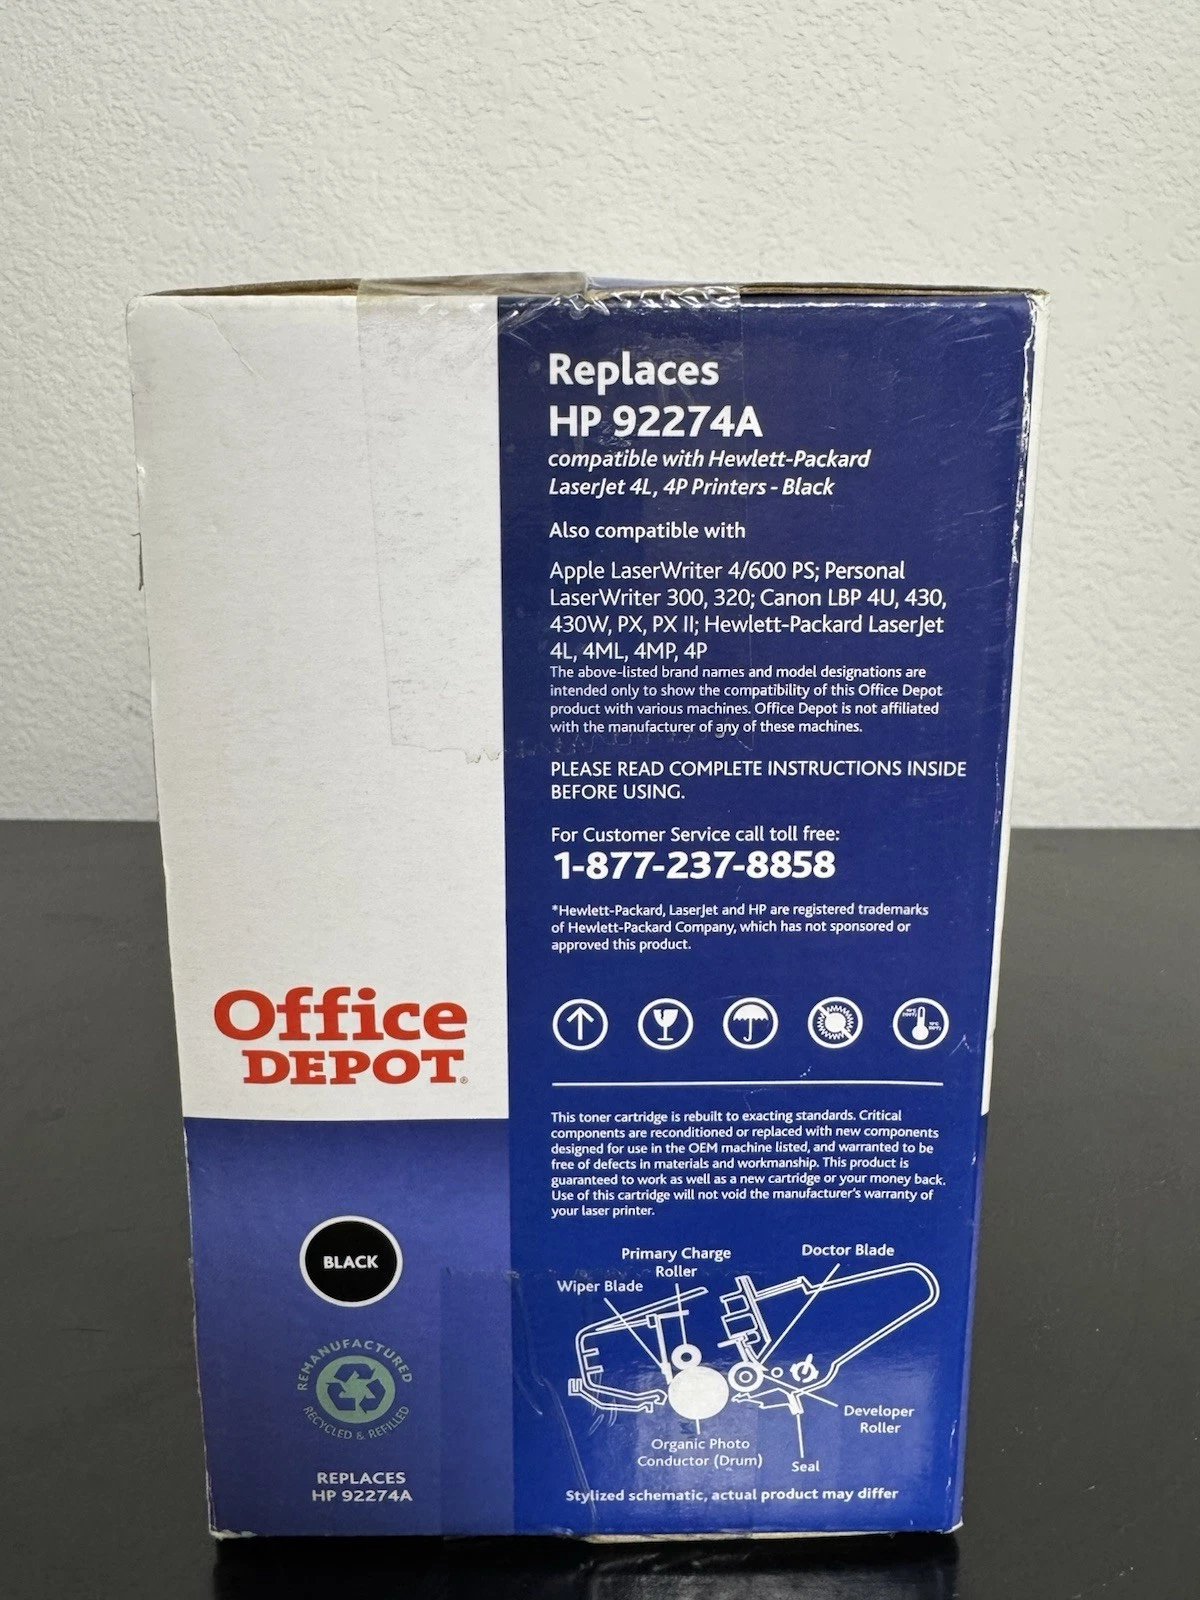 Replaces
HP 92274A
compatible with Hewlett-Packard
LaserJet 4L, 4P Printers - Black
Also compatible with
Apple LaserWriter 4/600 PS; Personal
LaserWriter 300, 320; Canon LBP 4U, 430,
430W, PX, PX II; Hewlett-Packard LaserJet
4L, 4ML, 4MP, 4P
The above-listed brand names and model designations are
intended only to show the compatibility of this Office Depot
product with various machines. Office Depot is not affiliated
with the manufacturer of any of these machines.
PLEASE READ COMPLETE INSTRUCTIONS INSIDE
BEFORE USING.
For Customer Service call toll free:
1-877-237-8858
*Hewlett-Packard, LaserJet and HP are registered trademarks
of Hewlett-Packard Company, which has not sponsored or
approved this product.
This toner cartridge is rebuilt to exacting standards. Critical
components are reconditioned or replaced with new components
designed for use in the OEM machine listed, and warranted to be
free of defects in materials and workmanship. This product is
guaranteed to work as well as a new cartridge or your money back.
Use of this cartridge will not void the manufacturer's warranty of
your laser printer.
Primary Charge
Roller
Doctor Blade
Wiper Blade
Developer
Roller
Organic Photo
Conductor (Drum)
Seal
Stylized schematic, actual product may differ
Office
DEPOT®
BLACK
REMANUFACTURED
RECYCLED & REFILLED
REPLACES
HP 92274A